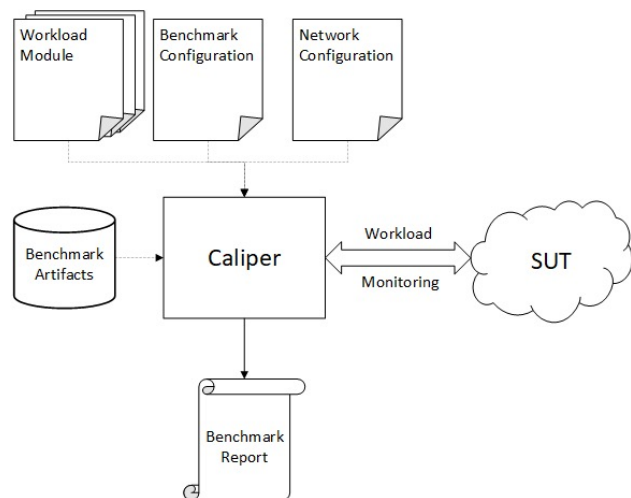 Workload
Module
Benchmark
Configuration
Network
Configuration
Benchmark
Artifacts
Caliper
Workload
Monitoring
SUT
Benchmark
Report